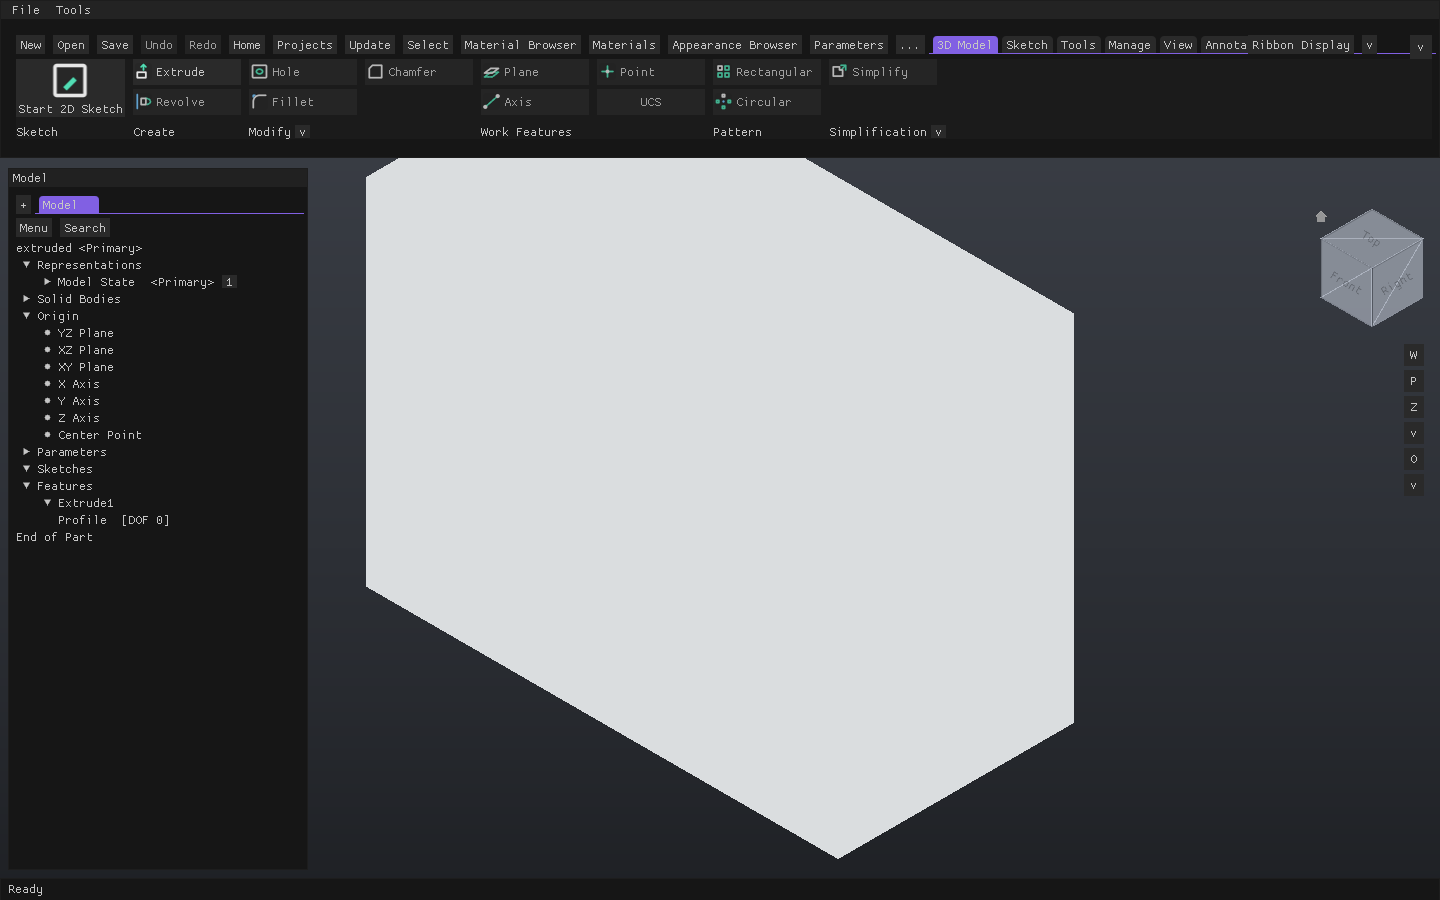 File Tools
New Open Save Undo Redo Home Projects Update Select Material Browser Materials Appearance Browser Parameters ... 3D Model Sketch Tools Manage View Annota Ribbon Display v v
Extrude Hole Chamfer Plane Point Rectangular Simplify
Revolve Fillet Axis UCS Circular
Start 2D Sketch
Sketch Create Modify v Work Features Pattern Simplification v
Model
+ Model
Menu Search
extruded <Primary>
Representations
Model State <Primary> 1
Solid Bodies
Origin
YZ Plane
XZ Plane
XY Plane
X Axis
Y Axis
Z Axis
Center Point
Parameters
Sketches
Features
Extrude1
Profile [DOF 0]
End of Part
Top
Front Right
W
P
Z
v
O
v
Ready